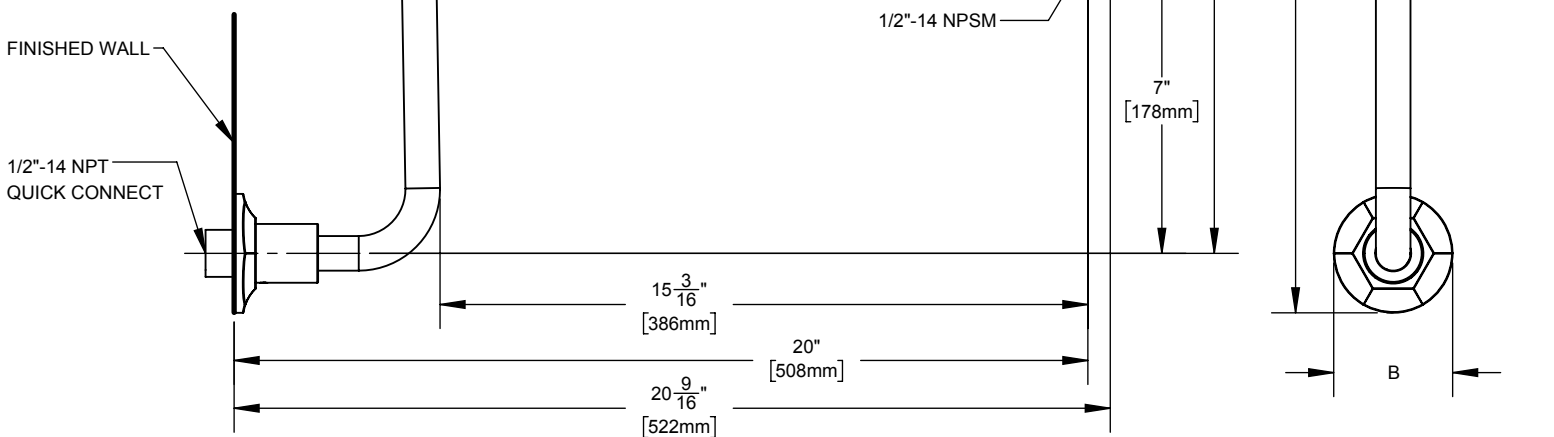 1/2"-14 NPSM
FINISHED WALL
7"
[178mm]
1/2"-14 NPT
QUICK CONNECT
15 3/16"
[386mm]
20"
[508mm]
B
20 9/16"
[522mm]